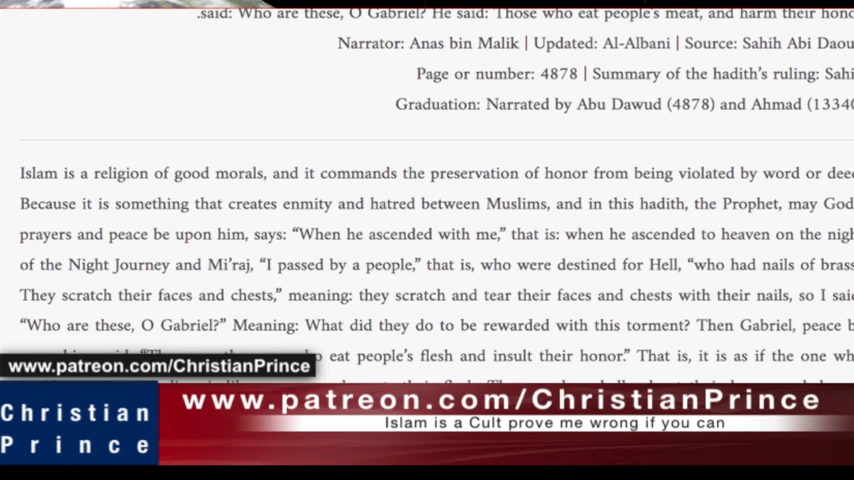 .said: Who are these, O Gabriel? He said: Those who eat people's meat, and harm their
Narrator: Anas bin Malik | Updated: Al-Albani | Source: Sahih Abi
Page or number: 4878 | Summary of the hadith's ruling:
Graduation: Narrated by Abu Dawud (4878) and Ahmad (13340
Islam is a religion of good morals, and it commands the preservation of honor from being violated by word or
Because it is something that creates enmity and hatred between Muslims, and in this hadith, the Prophet, may
prayers and peace be upon him, says: “When he ascended with me,” that is: when he ascended to heaven on the
of the Night Journey and Mi'raj, “I passed by a people,” that is, who were destined for Hell, “who had nails of
They scratch their faces and chests,” meaning: they scratch and tear their faces and chests with their nails, so I
“Who are these, O Gabriel?” Meaning: What did they do to be rewarded with this torment? Then Gabriel, peace
eat people's flesh and insult their honor.” That is, it is as if the one
www.patreon.com/ChristianPrince
www.patreon.com/ChristianPrince
Islam is a Cult prove me wrong if you can
Christian
Prince